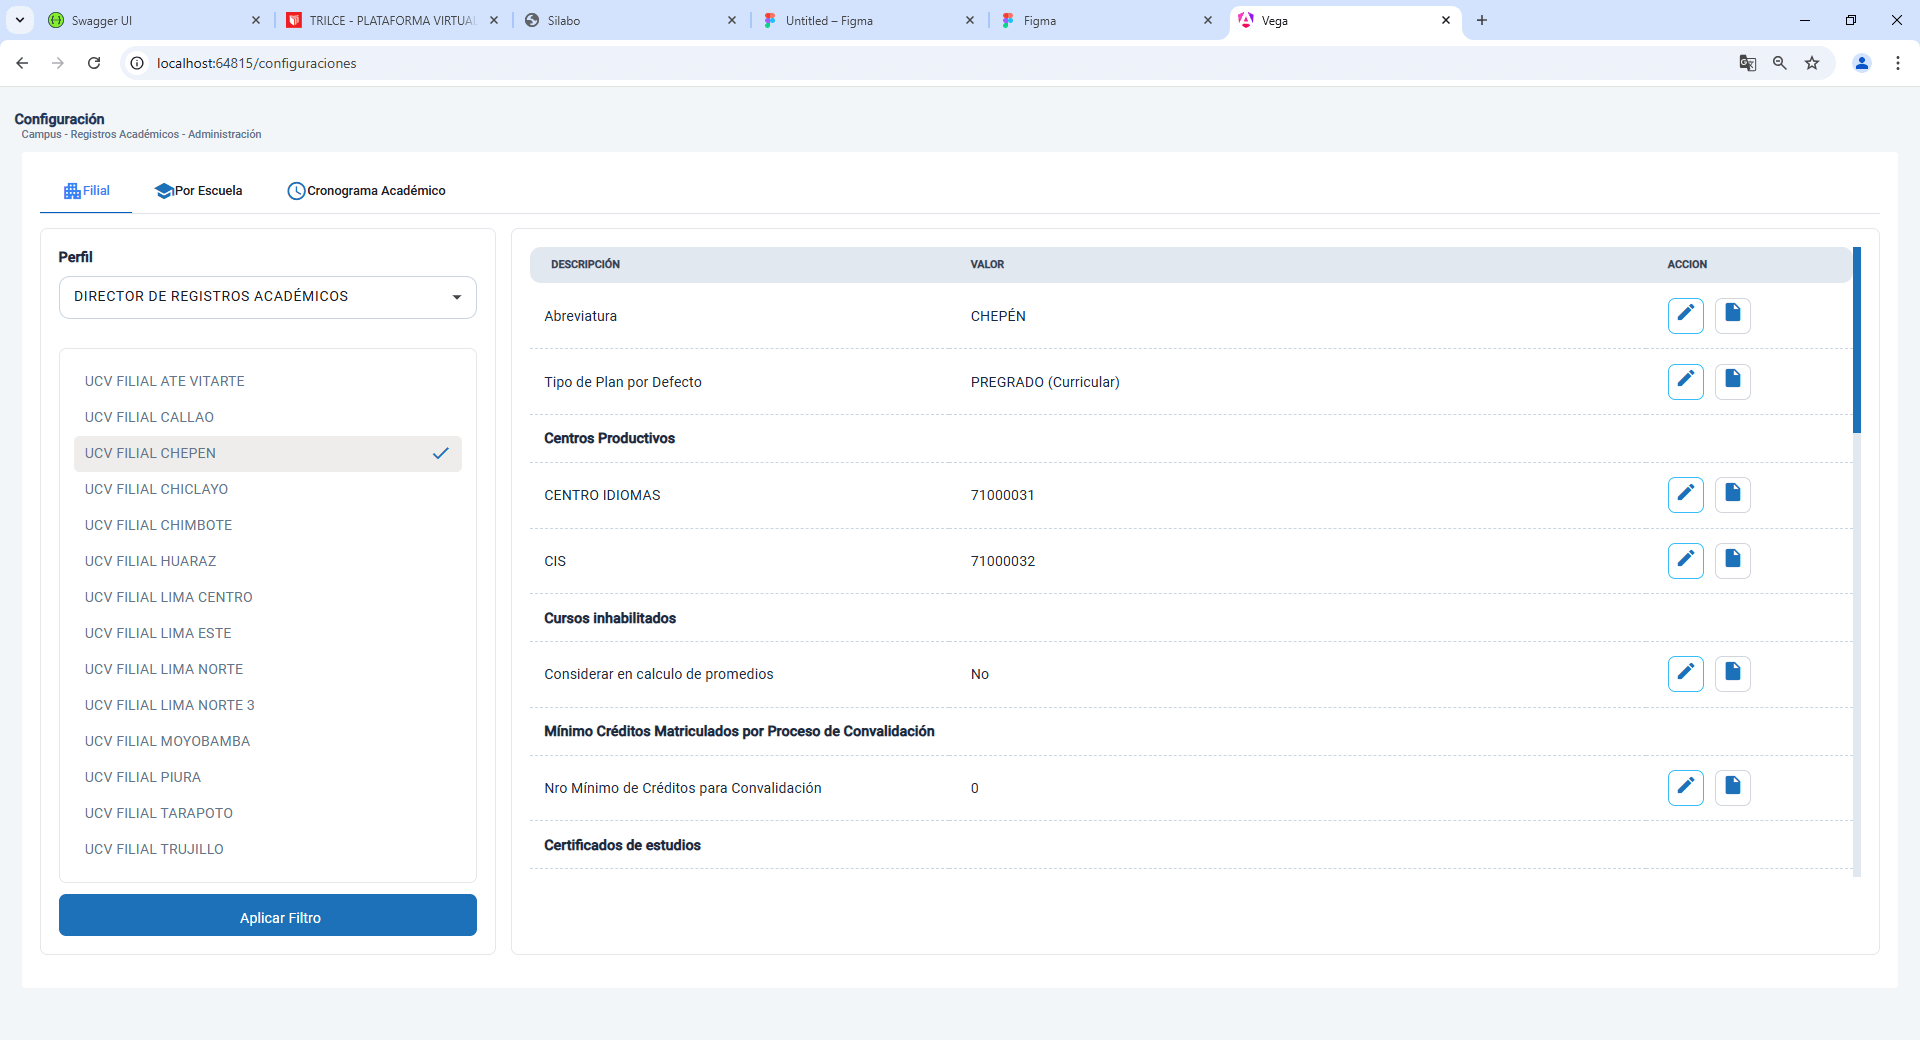 Swagger UI
TRILCE - PLATAFORMA VIRTUAL
Silabo
Untitled – Figma
Figma
Vega
localhost:64815/configuraciones
Configuración
Campus - Registros Académicos - Administración
Filial
Por Escuela
Cronograma Académico
Perfil
DIRECTOR DE REGISTROS ACADÉMICOS
UCV FILIAL ATE VITARTE
UCV FILIAL CALLAO
UCV FILIAL CHEPEN
UCV FILIAL CHICLAYO
UCV FILIAL CHIMBOTE
UCV FILIAL HUARAZ
UCV FILIAL LIMA CENTRO
UCV FILIAL LIMA ESTE
UCV FILIAL LIMA NORTE
UCV FILIAL LIMA NORTE 3
UCV FILIAL MOYOBAMBA
UCV FILIAL PIURA
UCV FILIAL TARAPOTO
UCV FILIAL TRUJILLO
Aplicar Filtro
DESCRIPCIÓN VALOR ACCION
Abreviatura CHEPÉN
Tipo de Plan por Defecto PREGRADO (Curricular)
Centros Productivos
CENTRO IDIOMAS 71000031
CIS 71000032
Cursos inhabilitados
Considerar en calculo de promedios No
Mínimo Créditos Matriculados por Proceso de Convalidación
Nro Mínimo de Créditos para Convalidación 0
Certificados de estudios